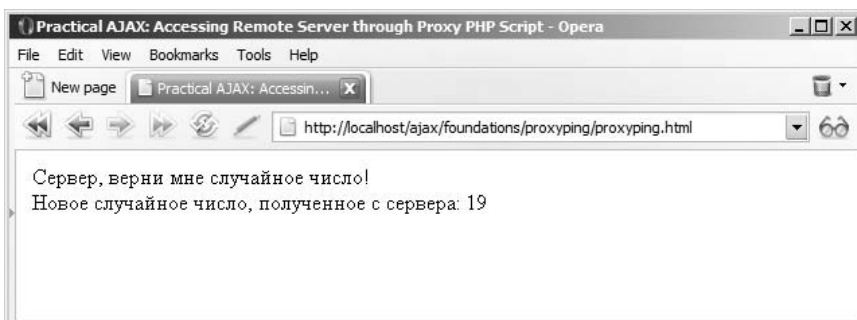 Practical AJAX: Accessing Remote Server through Proxy PHP Script - Opera
File Edit View Bookmarks Tools Help
New page Practical AJAX: Accessin...
http://localhost/ajax/foundations/proxyping/proxyping.html
Сервер, верни мне случайное число!
Новое случайное число, полученное с сервера: 19